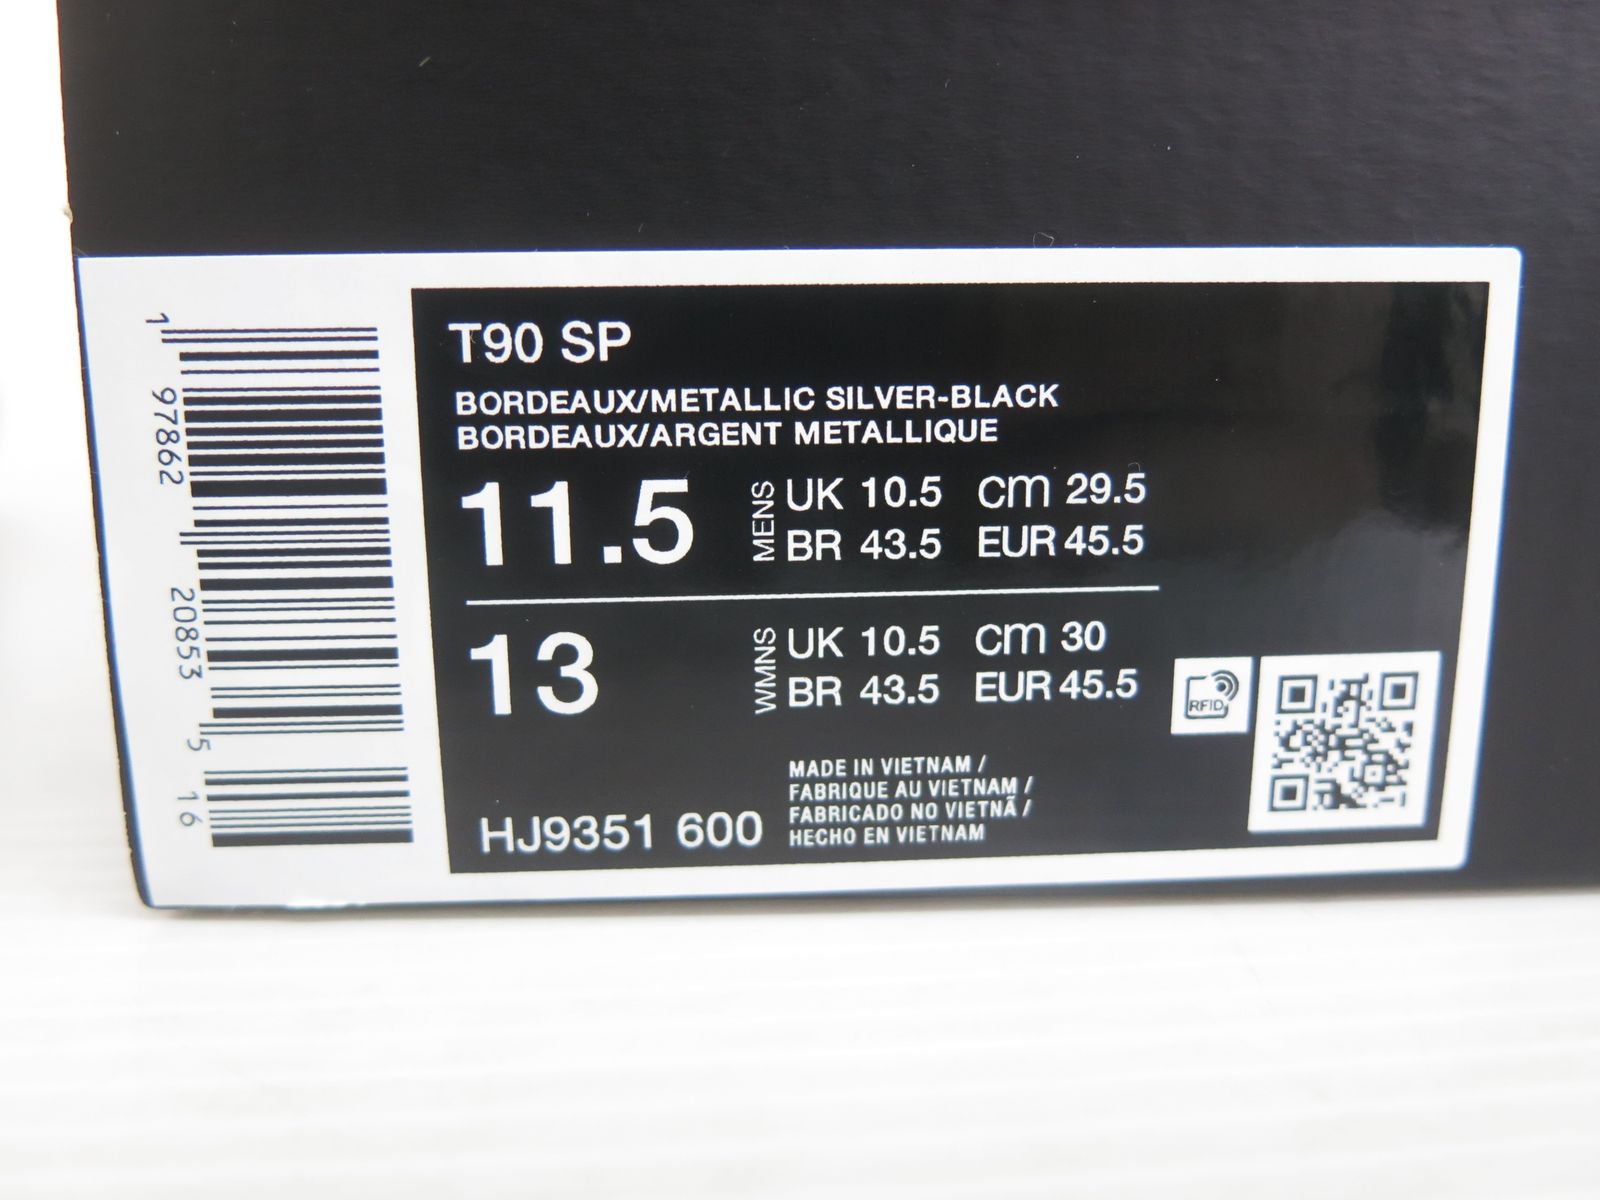 1
97862
20853
5
16
T90 SP
BORDEAUX/METALLIC SILVER-BLACK
BORDEAUX/ARGENT METALLIQUE
11.5
MENS
UK 10.5 cm 29.5
BR 43.5 EUR 45.5
13
WMNS
UK 10.5 cm 30
BR 43.5 EUR 45.5
RFID
HJ9351 600
MADE IN VIETNAM /
FABRIQUE AU VIETNAM /
FABRICADO NO VIETNÃ /
HECHO EN VIETNAM